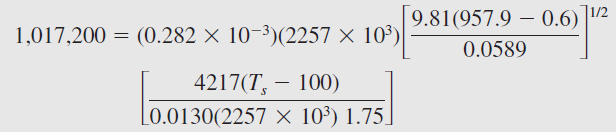 1,017,200 = (0.282 × 10⁻³)(2257 × 10³)[9.81(957.9 − 0.6) / 0.0589]^1/2
[4217(Tₛ − 100) / 0.0130(2257 × 10³) 1.75]